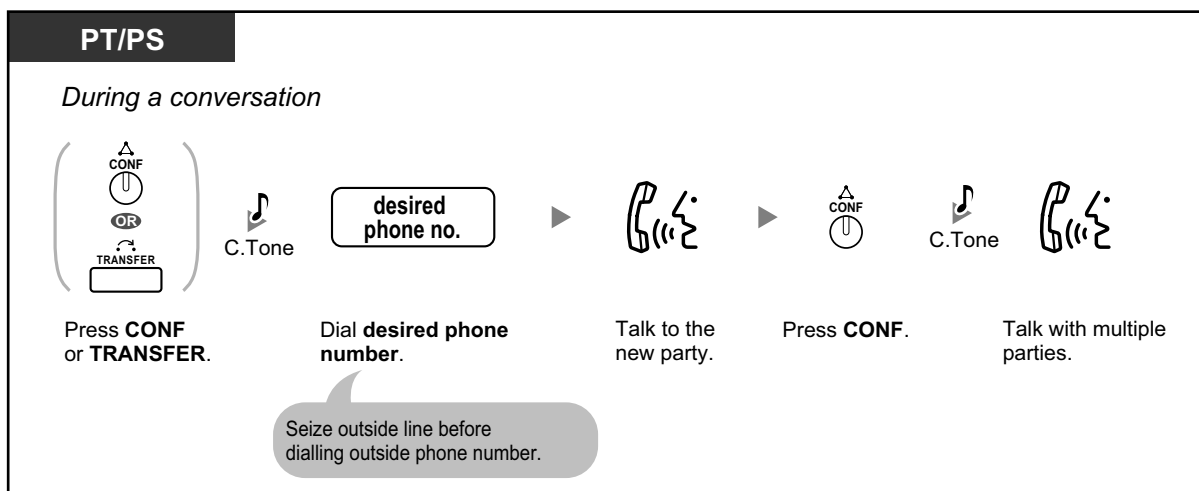 PT/PS
During a conversation
CONF
OR
TRANSFER
C.Tone
desired
phone no.
CONF
C.Tone
Press CONF
or TRANSFER.
Dial desired phone
number.
Talk to the
new party.
Press CONF.
Talk with multiple
parties.
Seize outside line before
dialling outside phone number.